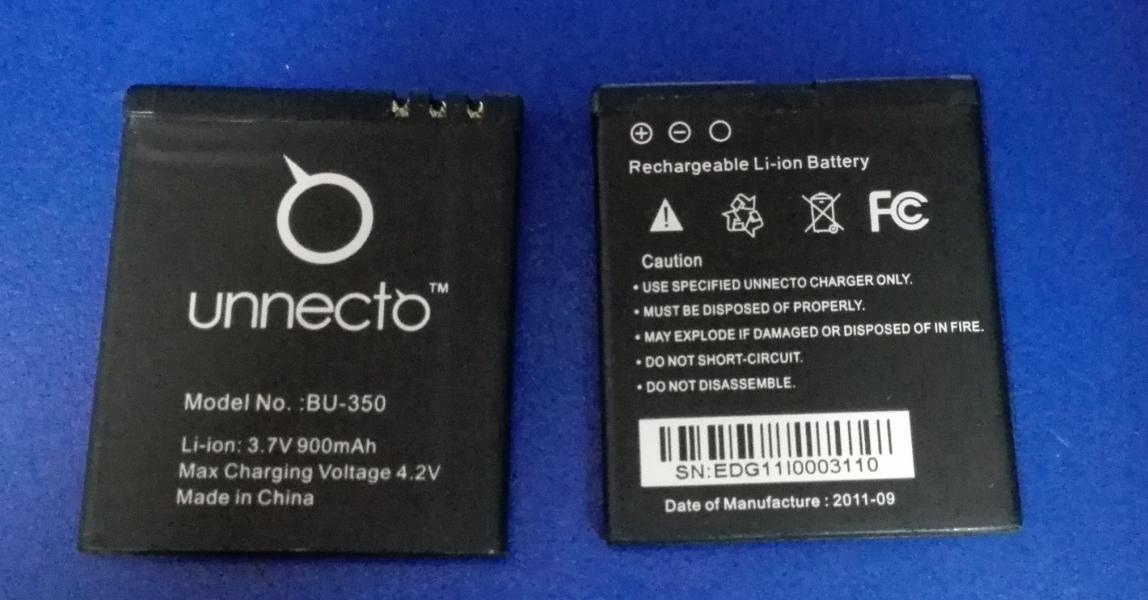 unnecto™
Model No. :BU-350
Li-ion: 3.7V 900mAh
Max Charging Voltage 4.2V
Made in China
Rechargeable Li-ion Battery
FC
Caution
• USE SPECIFIED UNNECTO CHARGER ONLY.
• MUST BE DISPOSED OF PROPERLY.
• MAY EXPLODE IF DAMAGED OR DISPOSED OF IN FIRE.
• DO NOT SHORT-CIRCUIT.
• DO NOT DISASSEMBLE.
SN:EDG11I0003110
Date of Manufacture : 2011-09